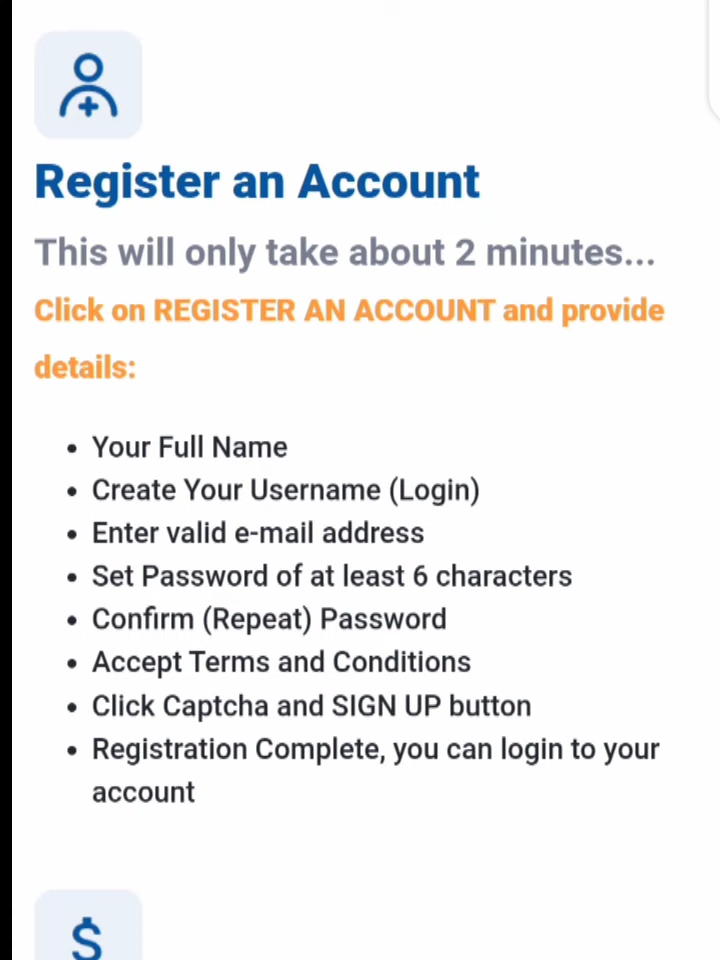 Register an Account
This will only take about 2 minutes...
Click on REGISTER AN ACCOUNT and provide
details:
• Your Full Name
• Create Your Username (Login)
• Enter valid e-mail address
• Set Password of at least 6 characters
• Confirm (Repeat) Password
• Accept Terms and Conditions
• Click Captcha and SIGN UP button
• Registration Complete, you can login to your
account
$